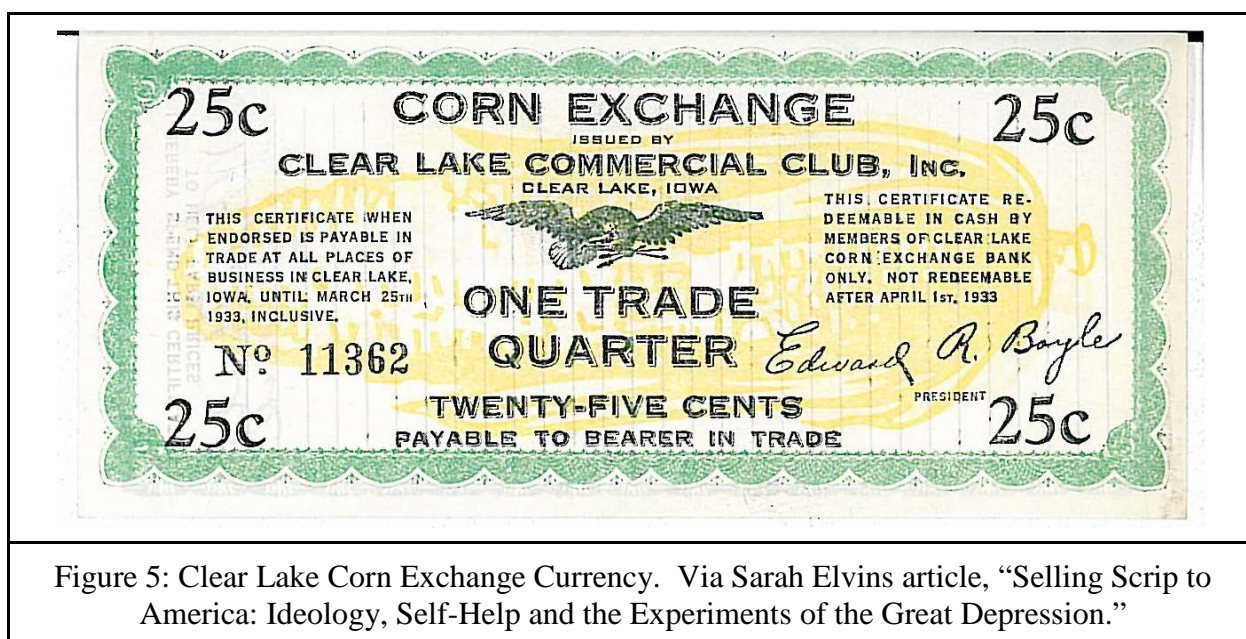 25c
CORN EXCHANGE
25c
ISSUED BY
CLEAR LAKE COMMERCIAL CLUB, INC.
CLEAR LAKE, IOWA
THIS CERTIFICATE WHEN
ENDORSED IS PAYABLE IN
TRADE AT ALL PLACES OF
BUSINESS IN CLEAR LAKE,
IOWA, UNTIL MARCH 25TH
1933, INCLUSIVE.
THIS CERTIFICATE RE-
DEEMABLE IN CASH BY
MEMBERS OF CLEAR LAKE
CORN EXCHANGE BANK
ONLY. NOT REDEEMABLE
AFTER APRIL 1ST, 1933
ONE TRADE
QUARTER
No 11362
Edward R. Boyle
PRESIDENT
25c
TWENTY-FIVE CENTS
25c
PAYABLE TO BEARER IN TRADE
Figure 5: Clear Lake Corn Exchange Currency. Via Sarah Elvins article, “Selling Scrip to
America: Ideology, Self-Help and the Experiments of the Great Depression.”